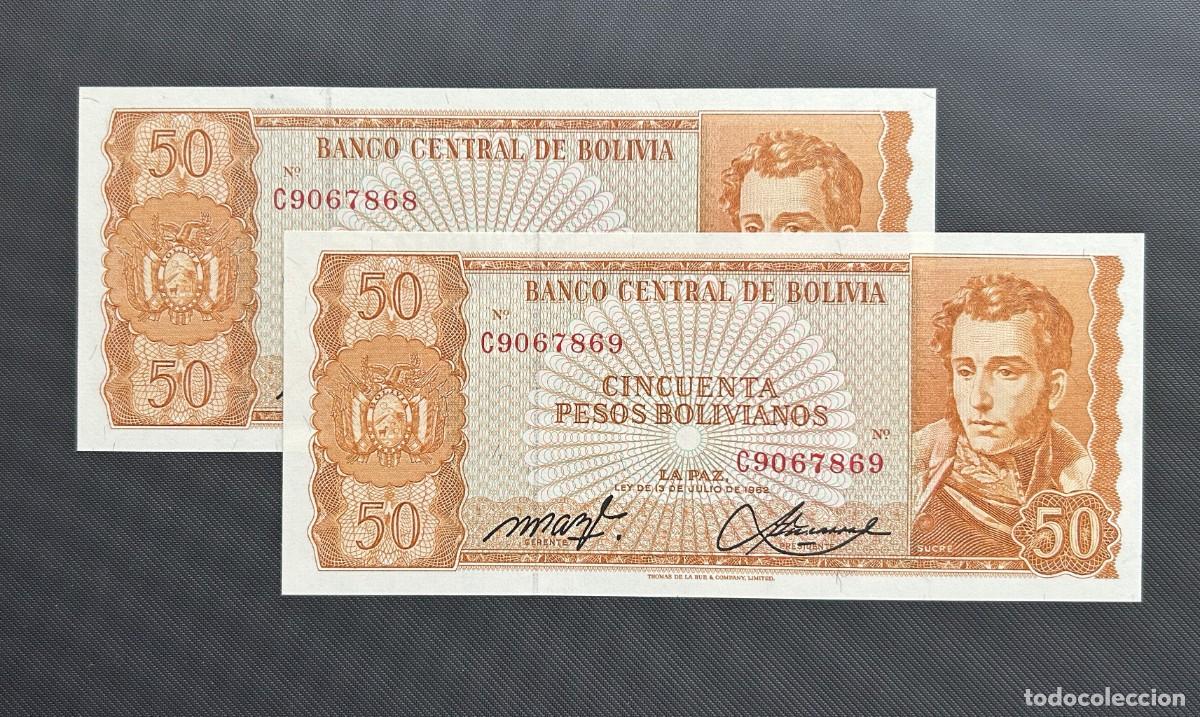 50
BANCO CENTRAL DE BOLIVIA
Nº
C9067868
50
50
BANCO CENTRAL DE BOLIVIA
Nº
C9067869
CINCUENTA
PESOS BOLIVIANOS
Nº
C9067869
LA PAZ,
LEY DE 13 DE JULIO DE 1962
50
GERENTE
PRESIDENTE
SUCRE
50
THOMAS DE LA RUE & COMPANY, LIMITED.
todocoleccion